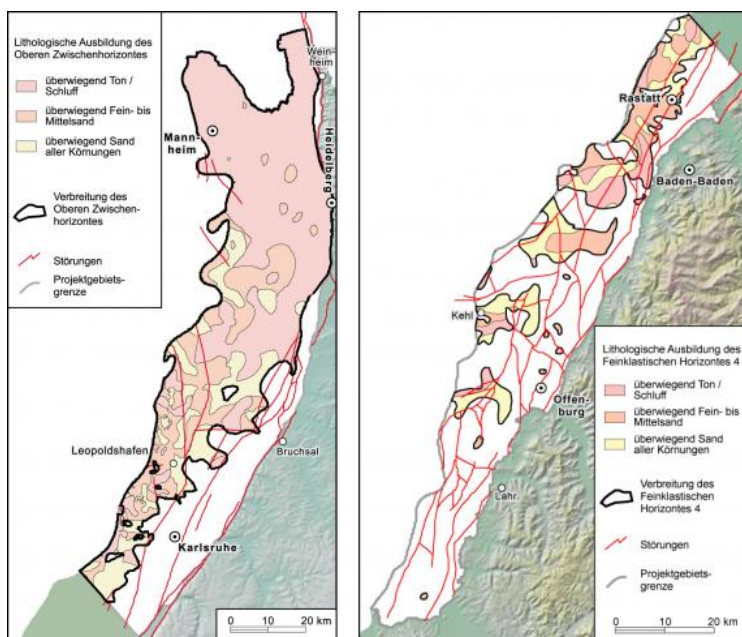 Lithologische Ausbildung des
Oberen Zwischenhorizontes
überwiegend Ton /
Schluff
überwiegend Fein- bis
Mittelsand
überwiegend Sand
aller Körnungen
Verbreitung des
Oberen Zwischen-
horizontes
Störungen
Projektgebiets-
grenze
Wein-
heim
Mann-
heim
Heidelberg
Leopoldshafen
Bruchsal
Karlsruhe
0 10 20 km
Rastatt
Baden-Baden
Kehl
Offen-
burg
Lahr
Lithologische Ausbildung des
Feinklastischen Horizontes 4
überwiegend Ton /
Schluff
überwiegend Fein- bis
Mittelsand
überwiegend Sand
aller Körnungen
Verbreitung des
Feinklastischen
Horizontes 4
Störungen
Projektgebiets-
grenze
0 10 20 km